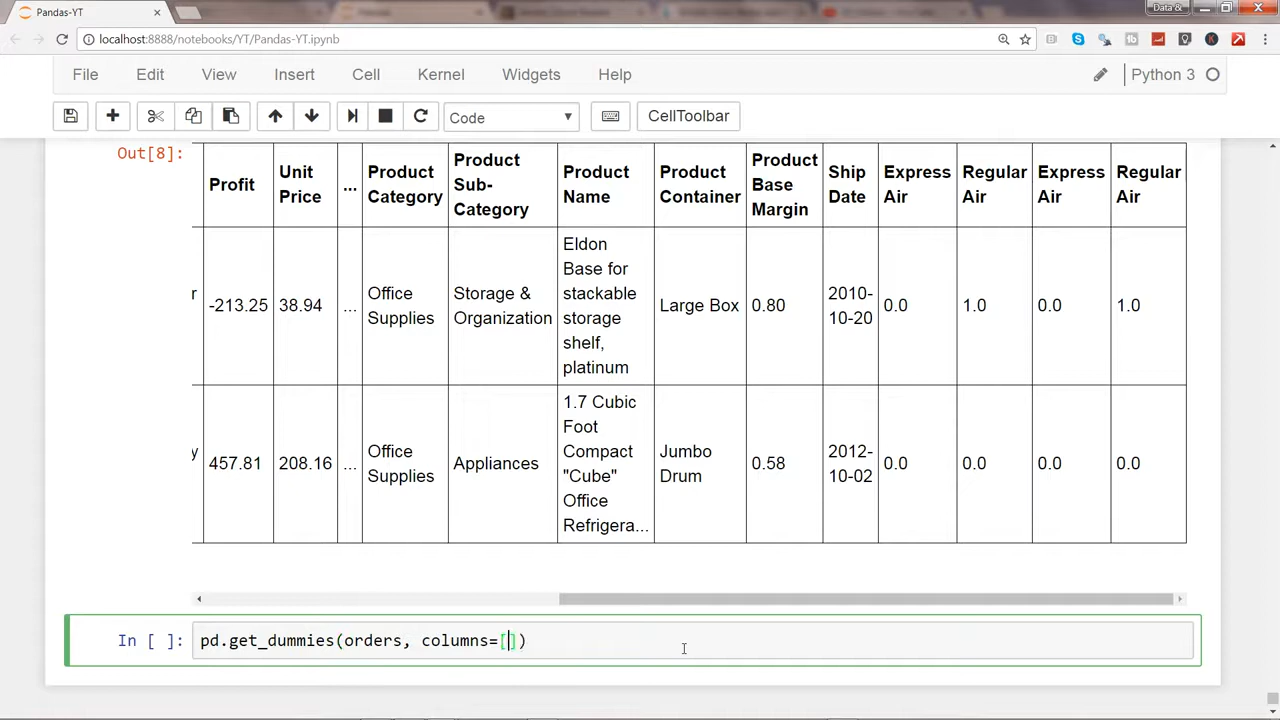 Pandas-YT
Data &
localhost:8888/notebooks/YT/Pandas-YT.ipynb
File Edit View Insert Cell Kernel Widgets Help
Python 3
Code
CellToolbar
Out[8]:
Profit Unit Price ... Product Category Product Sub-Category Product Name Product Container Product Base Margin Ship Date Express Air Regular Air Express Air Regular Air
r -213.25 38.94 ... Office Supplies Storage & Organization Eldon Base for stackable storage shelf, platinum Large Box 0.80 2010-10-20 0.0 1.0 0.0 1.0
y 457.81 208.16 ... Office Supplies Appliances 1.7 Cubic Foot Compact "Cube" Office Refrigera... Jumbo Drum 0.58 2012-10-02 0.0 0.0 0.0 0.0
In [ ]: pd.get_dummies(orders, columns=[])